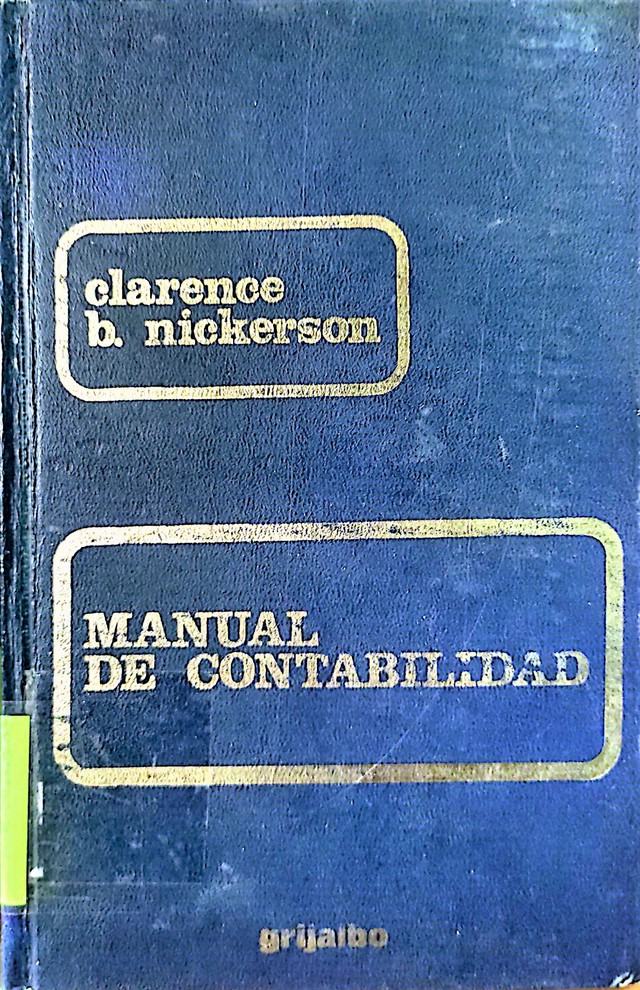 clarence
b. nickerson
MANUAL
DE CONTABILIDAD
grijalbo